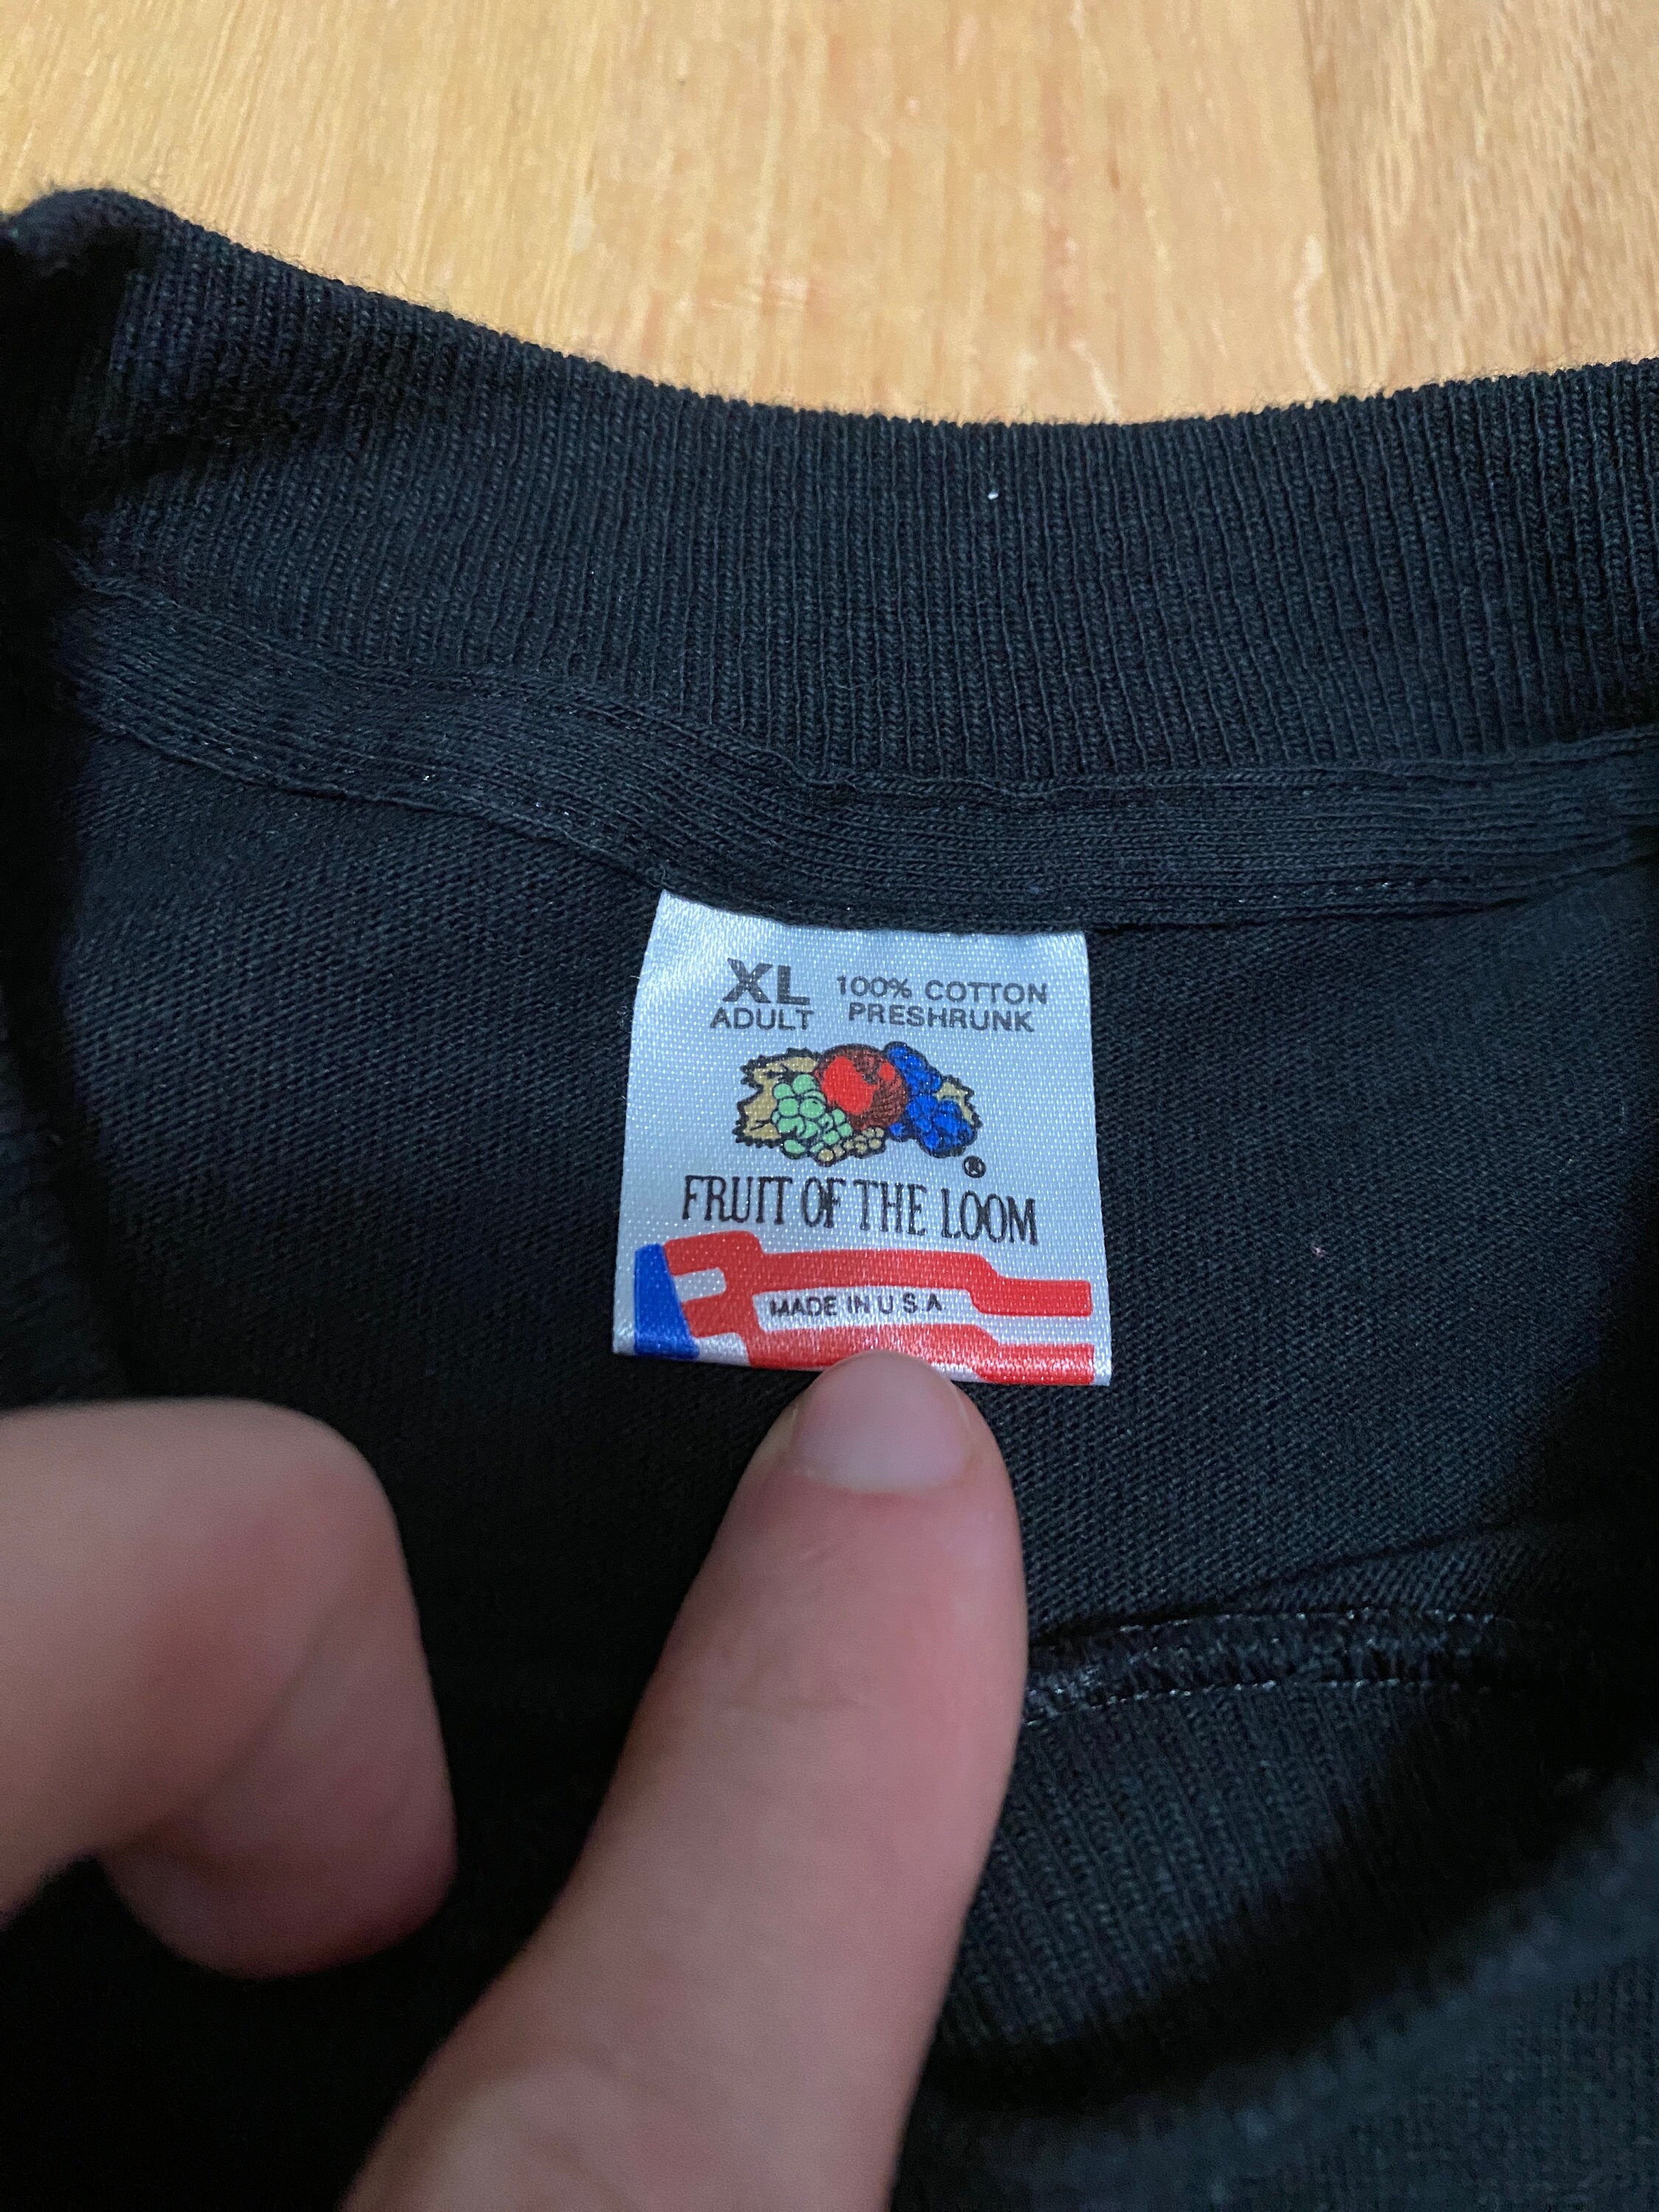 XL 100% COTTON
ADULT PRESHRUNK
®
FRUIT OF THE LOOM
MADE IN U S A